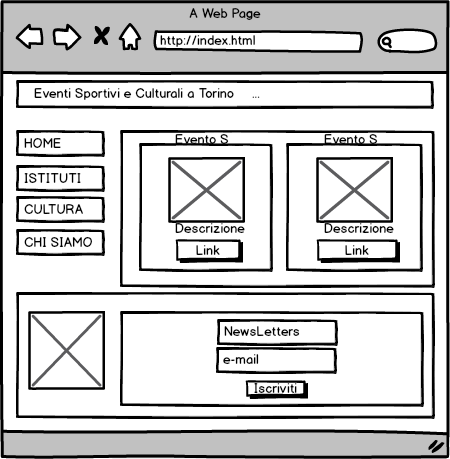 A Web Page
http://index.html
Eventi Sportivi e Culturali a Torino ...
HOME
ISTITUTI
CULTURA
CHI SIAMO
Evento S
Descrizione
Link
Evento S
Descrizione
Link
NewsLetters
e-mail
Iscriviti